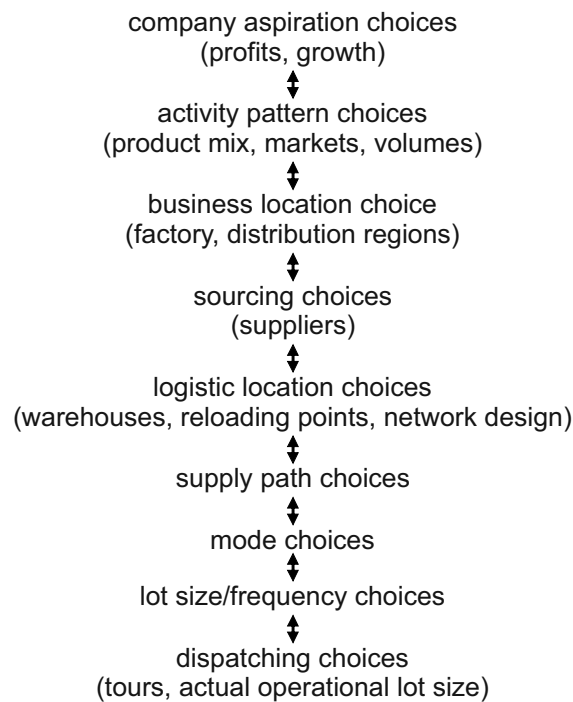 company aspiration choices
(profits, growth)
activity pattern choices
(product mix, markets, volumes)
business location choice
(factory, distribution regions)
sourcing choices
(suppliers)
logistic location choices
(warehouses, reloading points, network design)
supply path choices
mode choices
lot size/frequency choices
dispatching choices
(tours, actual operational lot size)